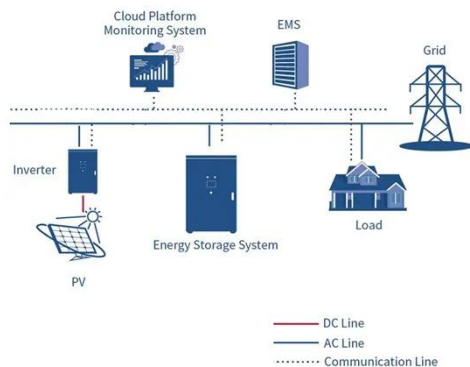 Cloud Platform
Monitoring System
EMS
Grid
Inverter
Energy Storage System
Load
PV
DC Line
AC Line
Communication Line